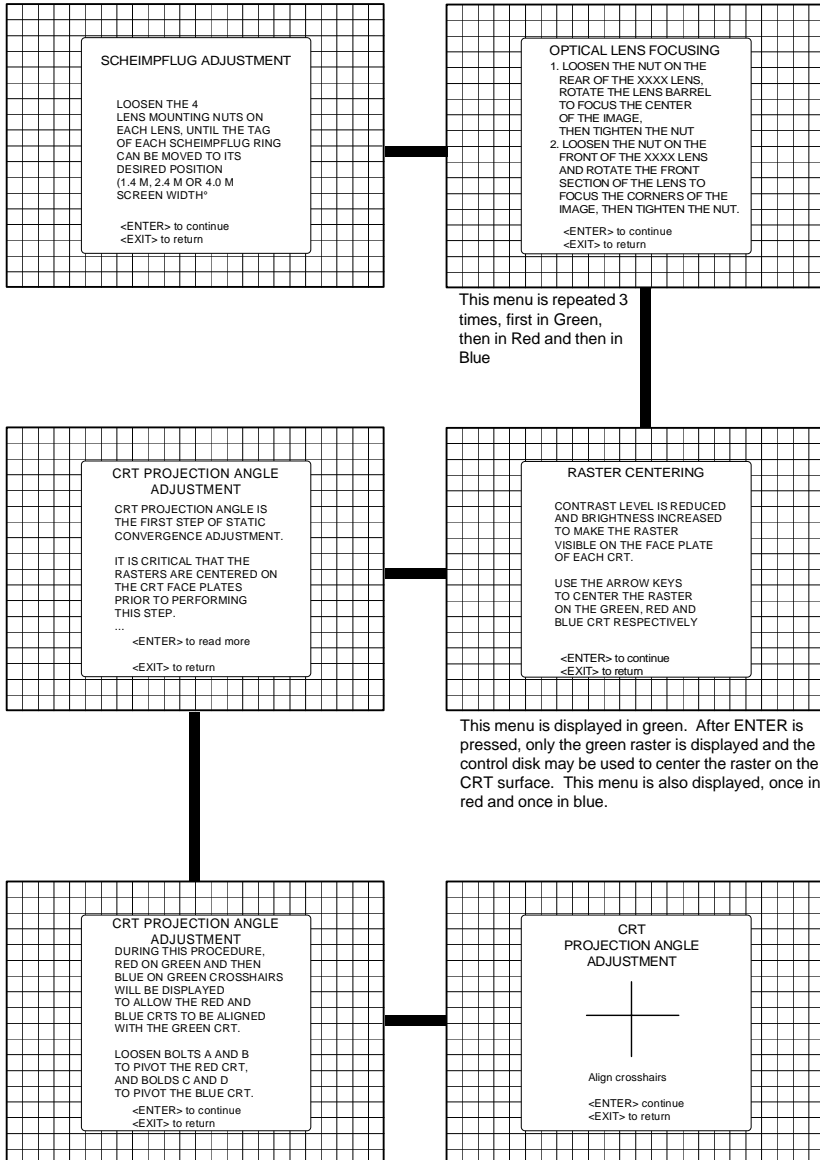 SCHEIMPFLUG ADJUSTMENT
LOOSEN THE 4
LENS MOUNTING NUTS ON
EACH LENS, UNTIL THE TAG
OF EACH SCHEIMPFLUG RING
CAN BE MOVED TO ITS
DESIRED POSITION
(1.4 M, 2.4 M OR 4.0 M
SCREEN WIDTH°
<ENTER> to continue
<EXIT> to return
OPTICAL LENS FOCUSING
1. LOOSEN THE NUT ON THE
REAR OF THE XXXX LENS,
ROTATE THE LENS BARREL
TO FOCUS THE CENTER
OF THE IMAGE,
THEN TIGHTEN THE NUT
2. LOOSEN THE NUT ON THE
FRONT OF THE XXXX LENS
AND ROTATE THE FRONT
SECTION OF THE LENS TO
FOCUS THE CORNERS OF THE
IMAGE, THEN TIGHTEN THE NUT.
<ENTER> to continue
<EXIT> to return
This menu is repeated 3
times, first in Green,
then in Red and then in
Blue
CRT PROJECTION ANGLE
ADJUSTMENT
CRT PROJECTION ANGLE IS
THE FIRST STEP OF STATIC
CONVERGENCE ADJUSTMENT.
IT IS CRITICAL THAT THE
RASTERS ARE CENTERED ON
THE CRT FACE PLATES
PRIOR TO PERFORMING
THIS STEP.
...
<ENTER> to read more
<EXIT> to return
RASTER CENTERING
CONTRAST LEVEL IS REDUCED
AND BRIGHTNESS INCREASED
TO MAKE THE RASTER
VISIBLE ON THE FACE PLATE
OF EACH CRT.
USE THE ARROW KEYS
TO CENTER THE RASTER
ON THE GREEN, RED AND
BLUE CRT RESPECTIVELY
<ENTER> to continue
<EXIT> to return
This menu is displayed in green. After ENTER is
pressed, only the green raster is displayed and the
control disk may be used to center the raster on the
CRT surface. This menu is also displayed, once in
red and once in blue.
CRT PROJECTION ANGLE
ADJUSTMENT
DURING THIS PROCEDURE,
RED ON GREEN AND THEN
BLUE ON GREEN CROSSHAIRS
WILL BE DISPLAYED
TO ALLOW THE RED AND
BLUE CRTS TO BE ALIGNED
WITH THE GREEN CRT.
LOOSEN BOLTS A AND B
TO PIVOT THE RED CRT,
AND BOLDS C AND D
TO PIVOT THE BLUE CRT.
<ENTER> to continue
<EXIT> to return
CRT
PROJECTION ANGLE
ADJUSTMENT
Align crosshairs
<ENTER> continue
<EXIT> to return